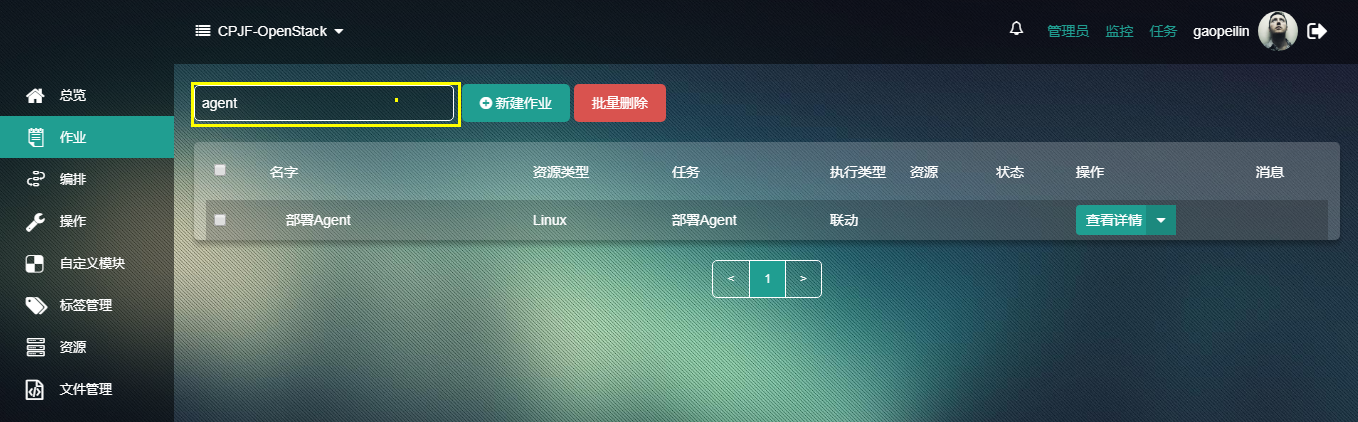 CPJF-OpenStack
管理员 监控 任务 gaopeilin
总览
作业
编排
操作
自定义模块
标签管理
资源
文件管理
agent 新建作业 批量删除
名字 资源类型 任务 执行类型 资源 状态 操作 消息
部署Agent Linux 部署Agent 联动 查看详情
< 1 >